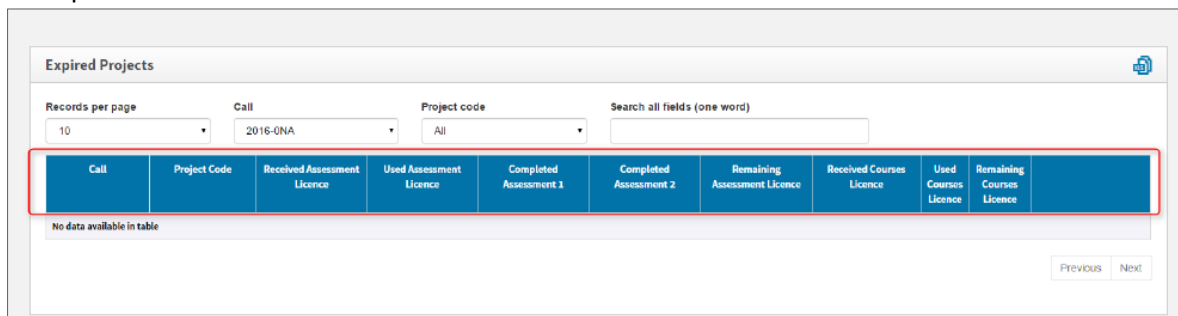 Expired Projects
Records per page Call Project code Search all fields (one word)
10 2016-0NA All
Call Project Code Received Assessment Licence Used Assessment Licence Completed Assessment 1 Completed Assessment 2 Remaining Assessment Licence Received Courses Licence Used Courses Licence Remaining Courses Licence
No data available in table
Previous Next